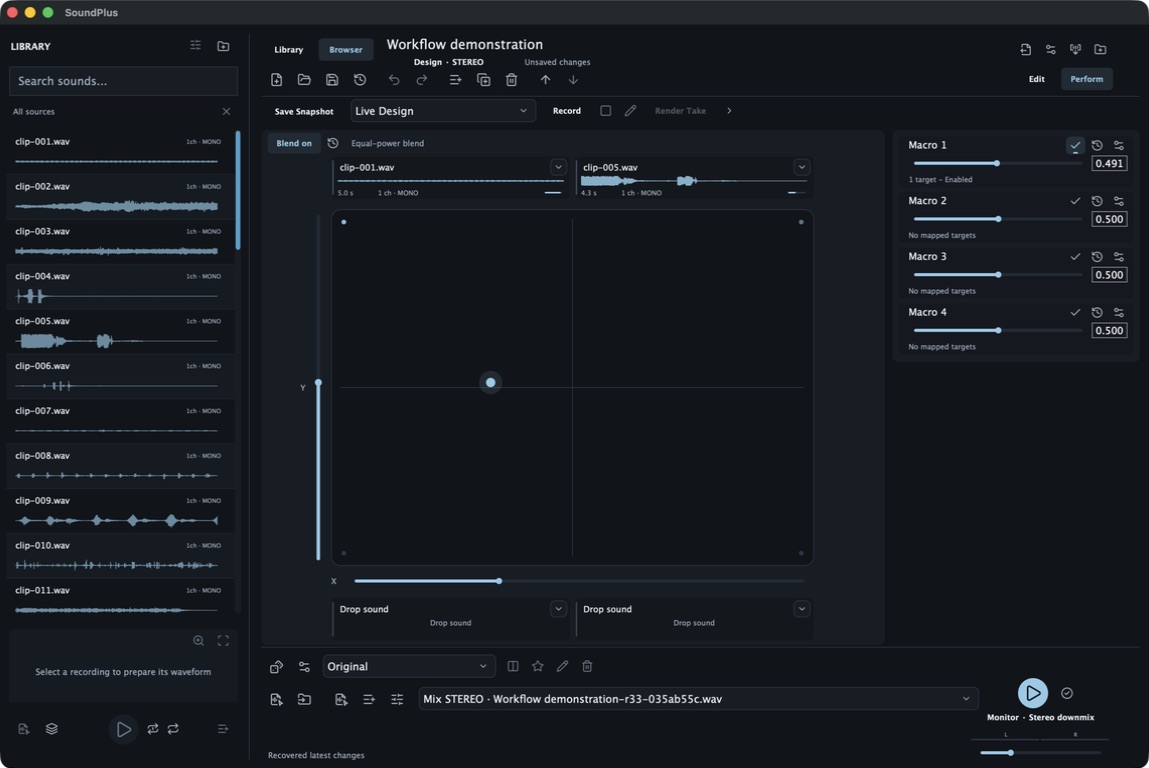 SoundPlus
LIBRARY
Search sounds...
All sources
clip-001.wav 1ch · MONO
clip-002.wav 1ch · MONO
clip-003.wav 1ch · MONO
clip-004.wav 1ch · MONO
clip-005.wav 1ch · MONO
clip-006.wav 1ch · MONO
clip-007.wav 1ch · MONO
clip-008.wav 1ch · MONO
clip-009.wav 1ch · MONO
clip-010.wav 1ch · MONO
clip-011.wav 1ch · MONO
Select a recording to prepare its waveform
Library Browser Workflow demonstration
Design · STEREO Unsaved changes
Edit Perform
Save Snapshot Live Design Record Render Take
Blend on Equal-power blend
clip-001.wav
5.0 s 1 ch · MONO
clip-005.wav
4.3 s 1 ch · MONO
Y
X
Drop sound
Drop sound
Drop sound
Drop sound
Macro 1
0.491
1 target – Enabled
Macro 2
0.500
No mapped targets
Macro 3
0.500
No mapped targets
Macro 4
0.500
No mapped targets
Original
Mix STEREO · Workflow demonstration-r33-035ab55c.wav
Monitor · Stereo downmix
L R
Recovered latest changes